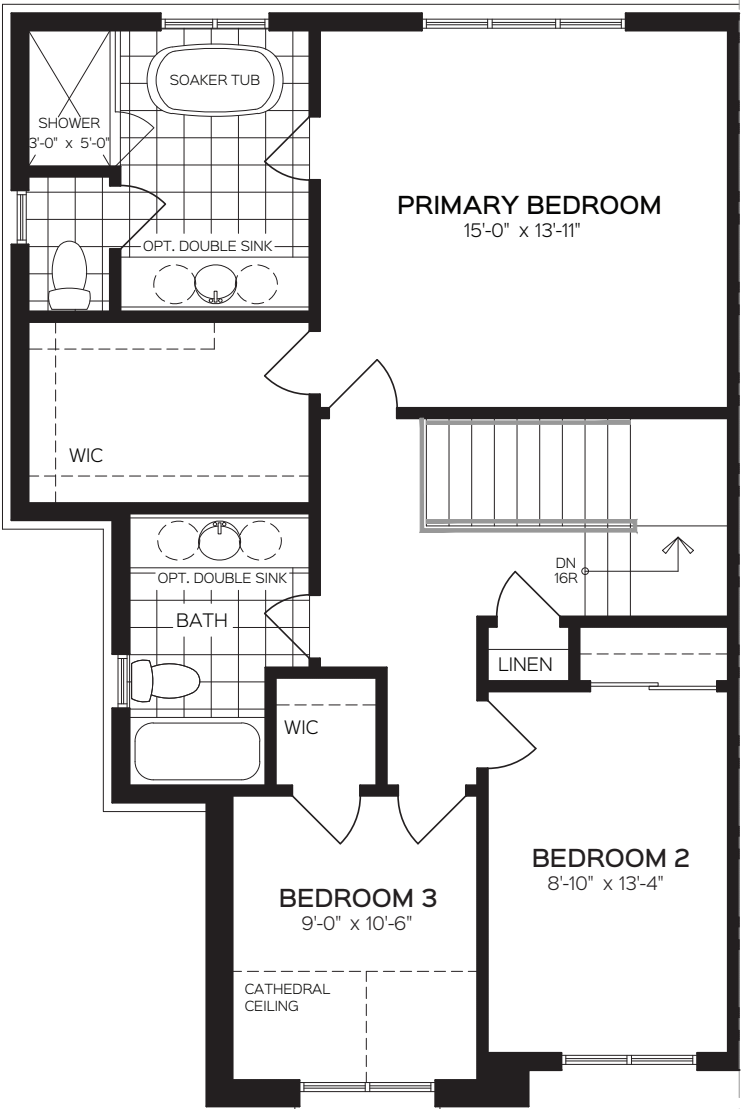 SOAKER TUB
SHOWER
3'-0" x 5'-0"
PRIMARY BEDROOM
15'-0" x 13'-11"
OPT. DOUBLE SINK
WIC
DN
16R
OPT. DOUBLE SINK
BATH
LINEN
WIC
BEDROOM 2
8'-10" x 13'-4"
BEDROOM 3
9'-0" x 10'-6"
CATHEDRAL
CEILING